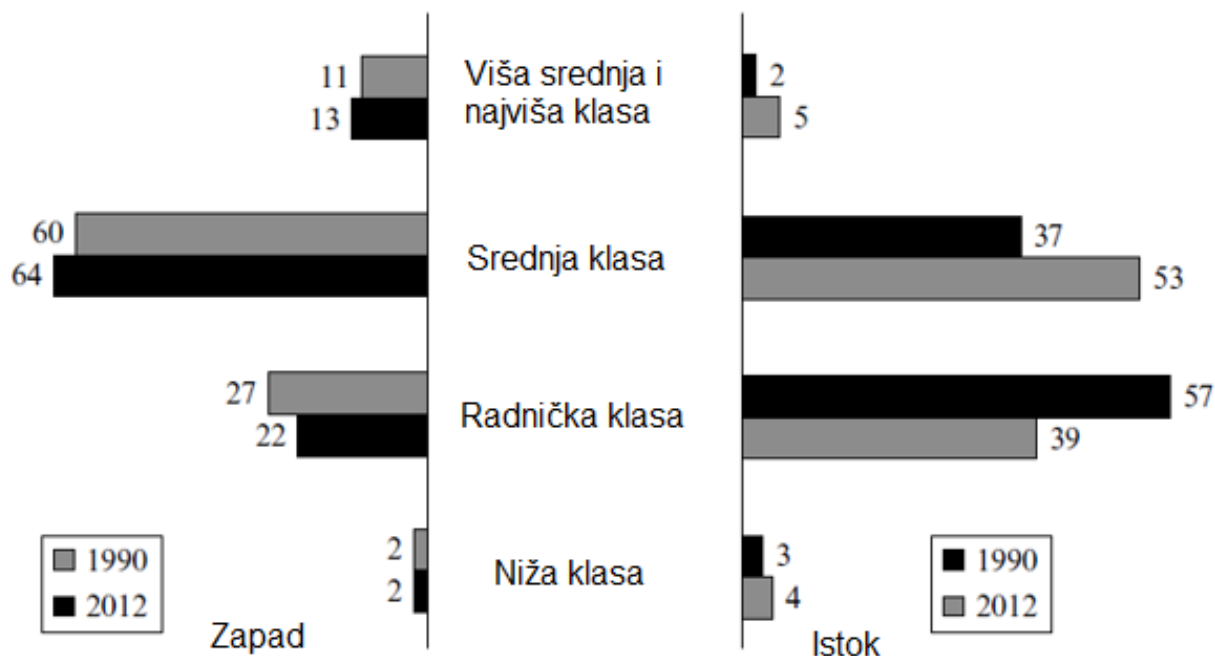 11
13
Viša srednja i
najviša klasa
2
5
60
64
Srednja klasa
37
53
27
22
Radnička klasa
57
39
1990
2012
2
2
Niža klasa
3
4
1990
2012
Zapad
Istok